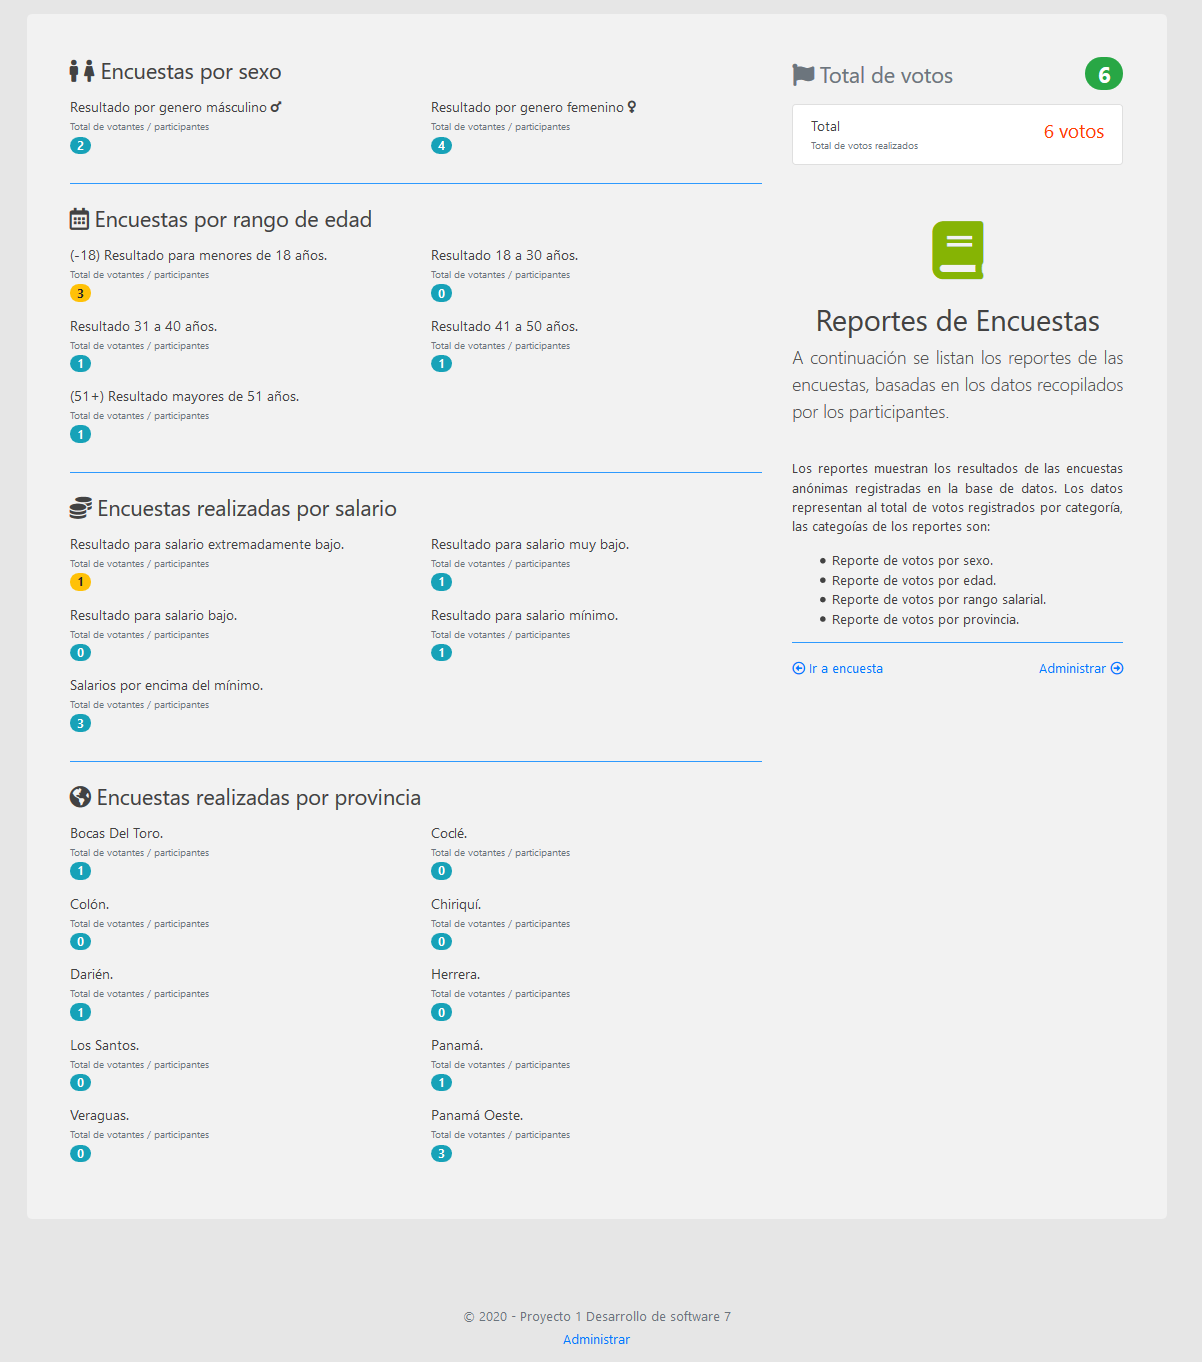 Encuestas por sexo
Resultado por genero másculino
Total de votantes / participantes
2
Resultado por genero femenino
Total de votantes / participantes
4
Encuestas por rango de edad
(-18) Resultado para menores de 18 años.
Total de votantes / participantes
3
Resultado 18 a 30 años.
Total de votantes / participantes
0
Resultado 31 a 40 años.
Total de votantes / participantes
1
Resultado 41 a 50 años.
Total de votantes / participantes
1
(51+) Resultado mayores de 51 años.
Total de votantes / participantes
1
Encuestas realizadas por salario
Resultado para salario extremadamente bajo.
Total de votantes / participantes
1
Resultado para salario muy bajo.
Total de votantes / participantes
1
Resultado para salario bajo.
Total de votantes / participantes
0
Resultado para salario mínimo.
Total de votantes / participantes
1
Salarios por encima del mínimo.
Total de votantes / participantes
3
Encuestas realizadas por provincia
Bocas Del Toro.
Total de votantes / participantes
1
Coclé.
Total de votantes / participantes
0
Colón.
Total de votantes / participantes
0
Chiriquí.
Total de votantes / participantes
0
Darién.
Total de votantes / participantes
1
Herrera.
Total de votantes / participantes
0
Los Santos.
Total de votantes / participantes
0
Panamá.
Total de votantes / participantes
1
Veraguas.
Total de votantes / participantes
0
Panamá Oeste.
Total de votantes / participantes
3
Total de votos
6
Total
Total de votos realizados
6 votos
Reportes de Encuestas
A continuación se listan los reportes de las
encuestas, basadas en los datos recopilados
por los participantes.
Los reportes muestran los resultados de las encuestas
anónimas registradas en la base de datos. Los datos
representan al total de votos registrados por categoría,
las categoías de los reportes son:
• Reporte de votos por sexo.
• Reporte de votos por edad.
• Reporte de votos por rango salarial.
• Reporte de votos por provincia.
Ir a encuesta
Administrar
© 2020 - Proyecto 1 Desarrollo de software 7
Administrar